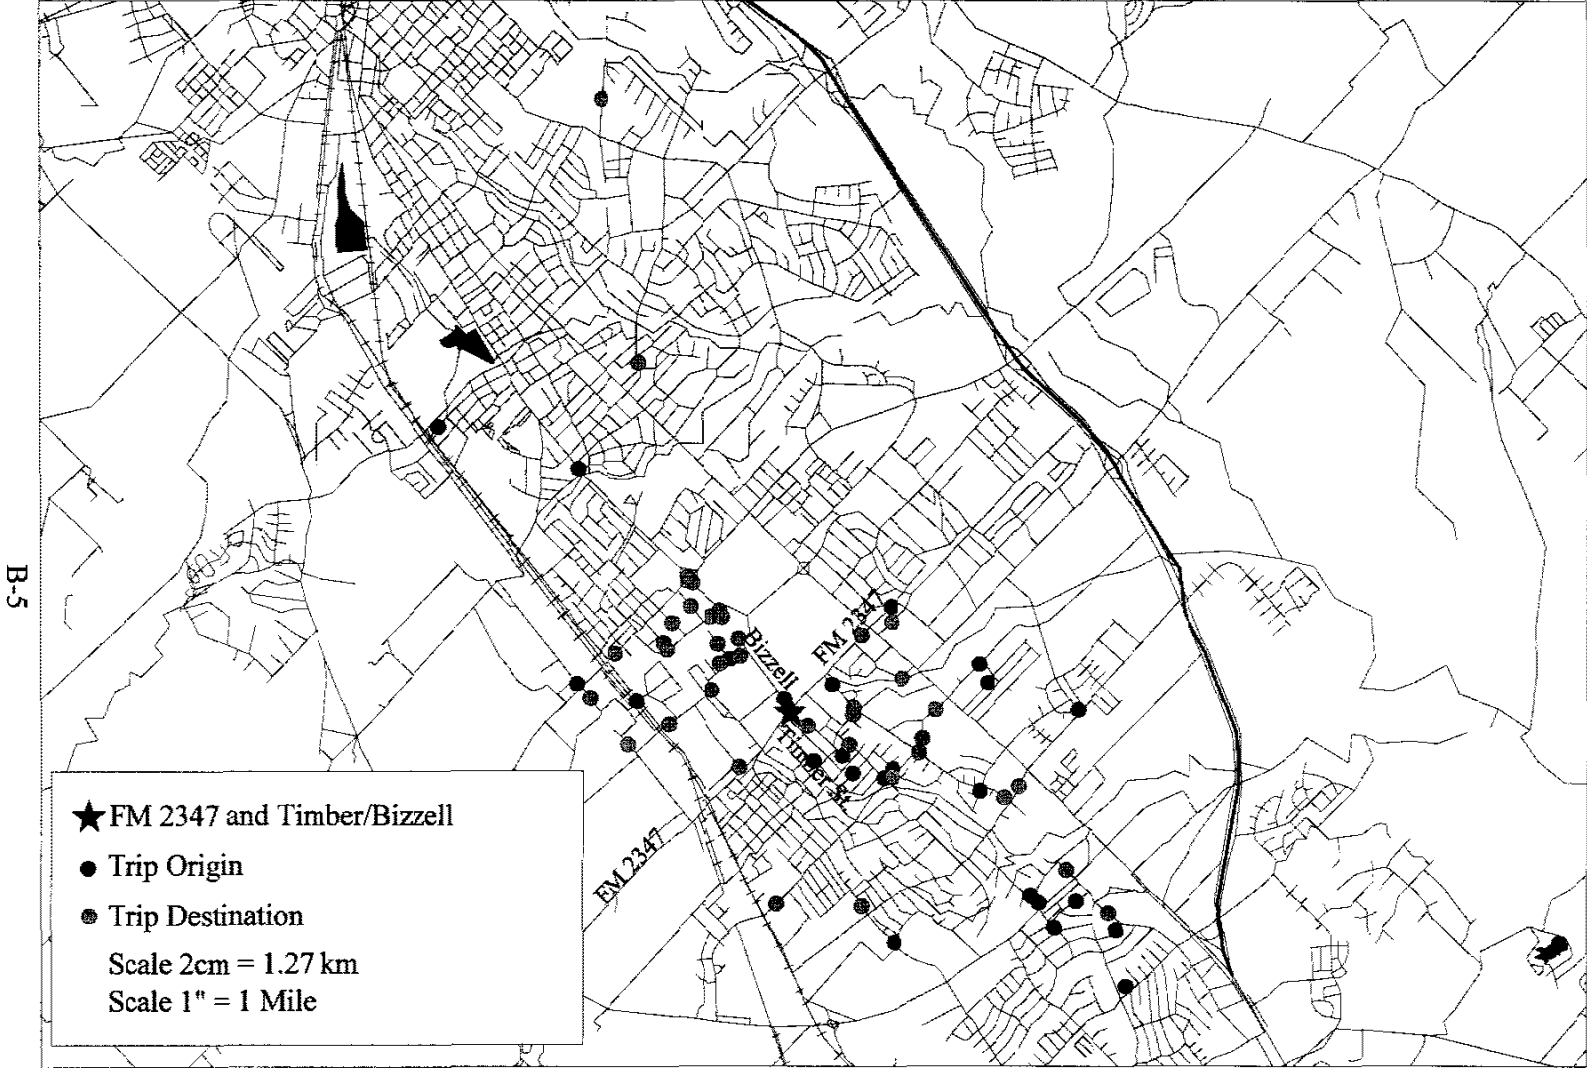 B-5
FM 2347
Bizzell
Timber St
FM 2347
FM 2347 and Timber/Bizzell
Trip Origin
Trip Destination
Scale 2cm = 1.27 km
Scale 1" = 1 Mile